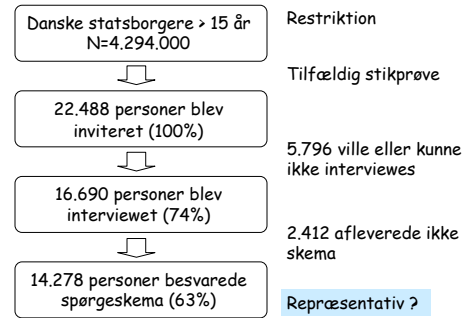 Danske statsborgere > 15 år
N=4.294.000
Restriktion
Tilfældig stikprøve
22.488 personer blev
inviteret (100%)
5.796 ville eller kunne
ikke interviewes
16.690 personer blev
interviewet (74%)
2.412 afleverede ikke
skema
14.278 personer besvarede
spørgeskema (63%)
Repræsentativ ?